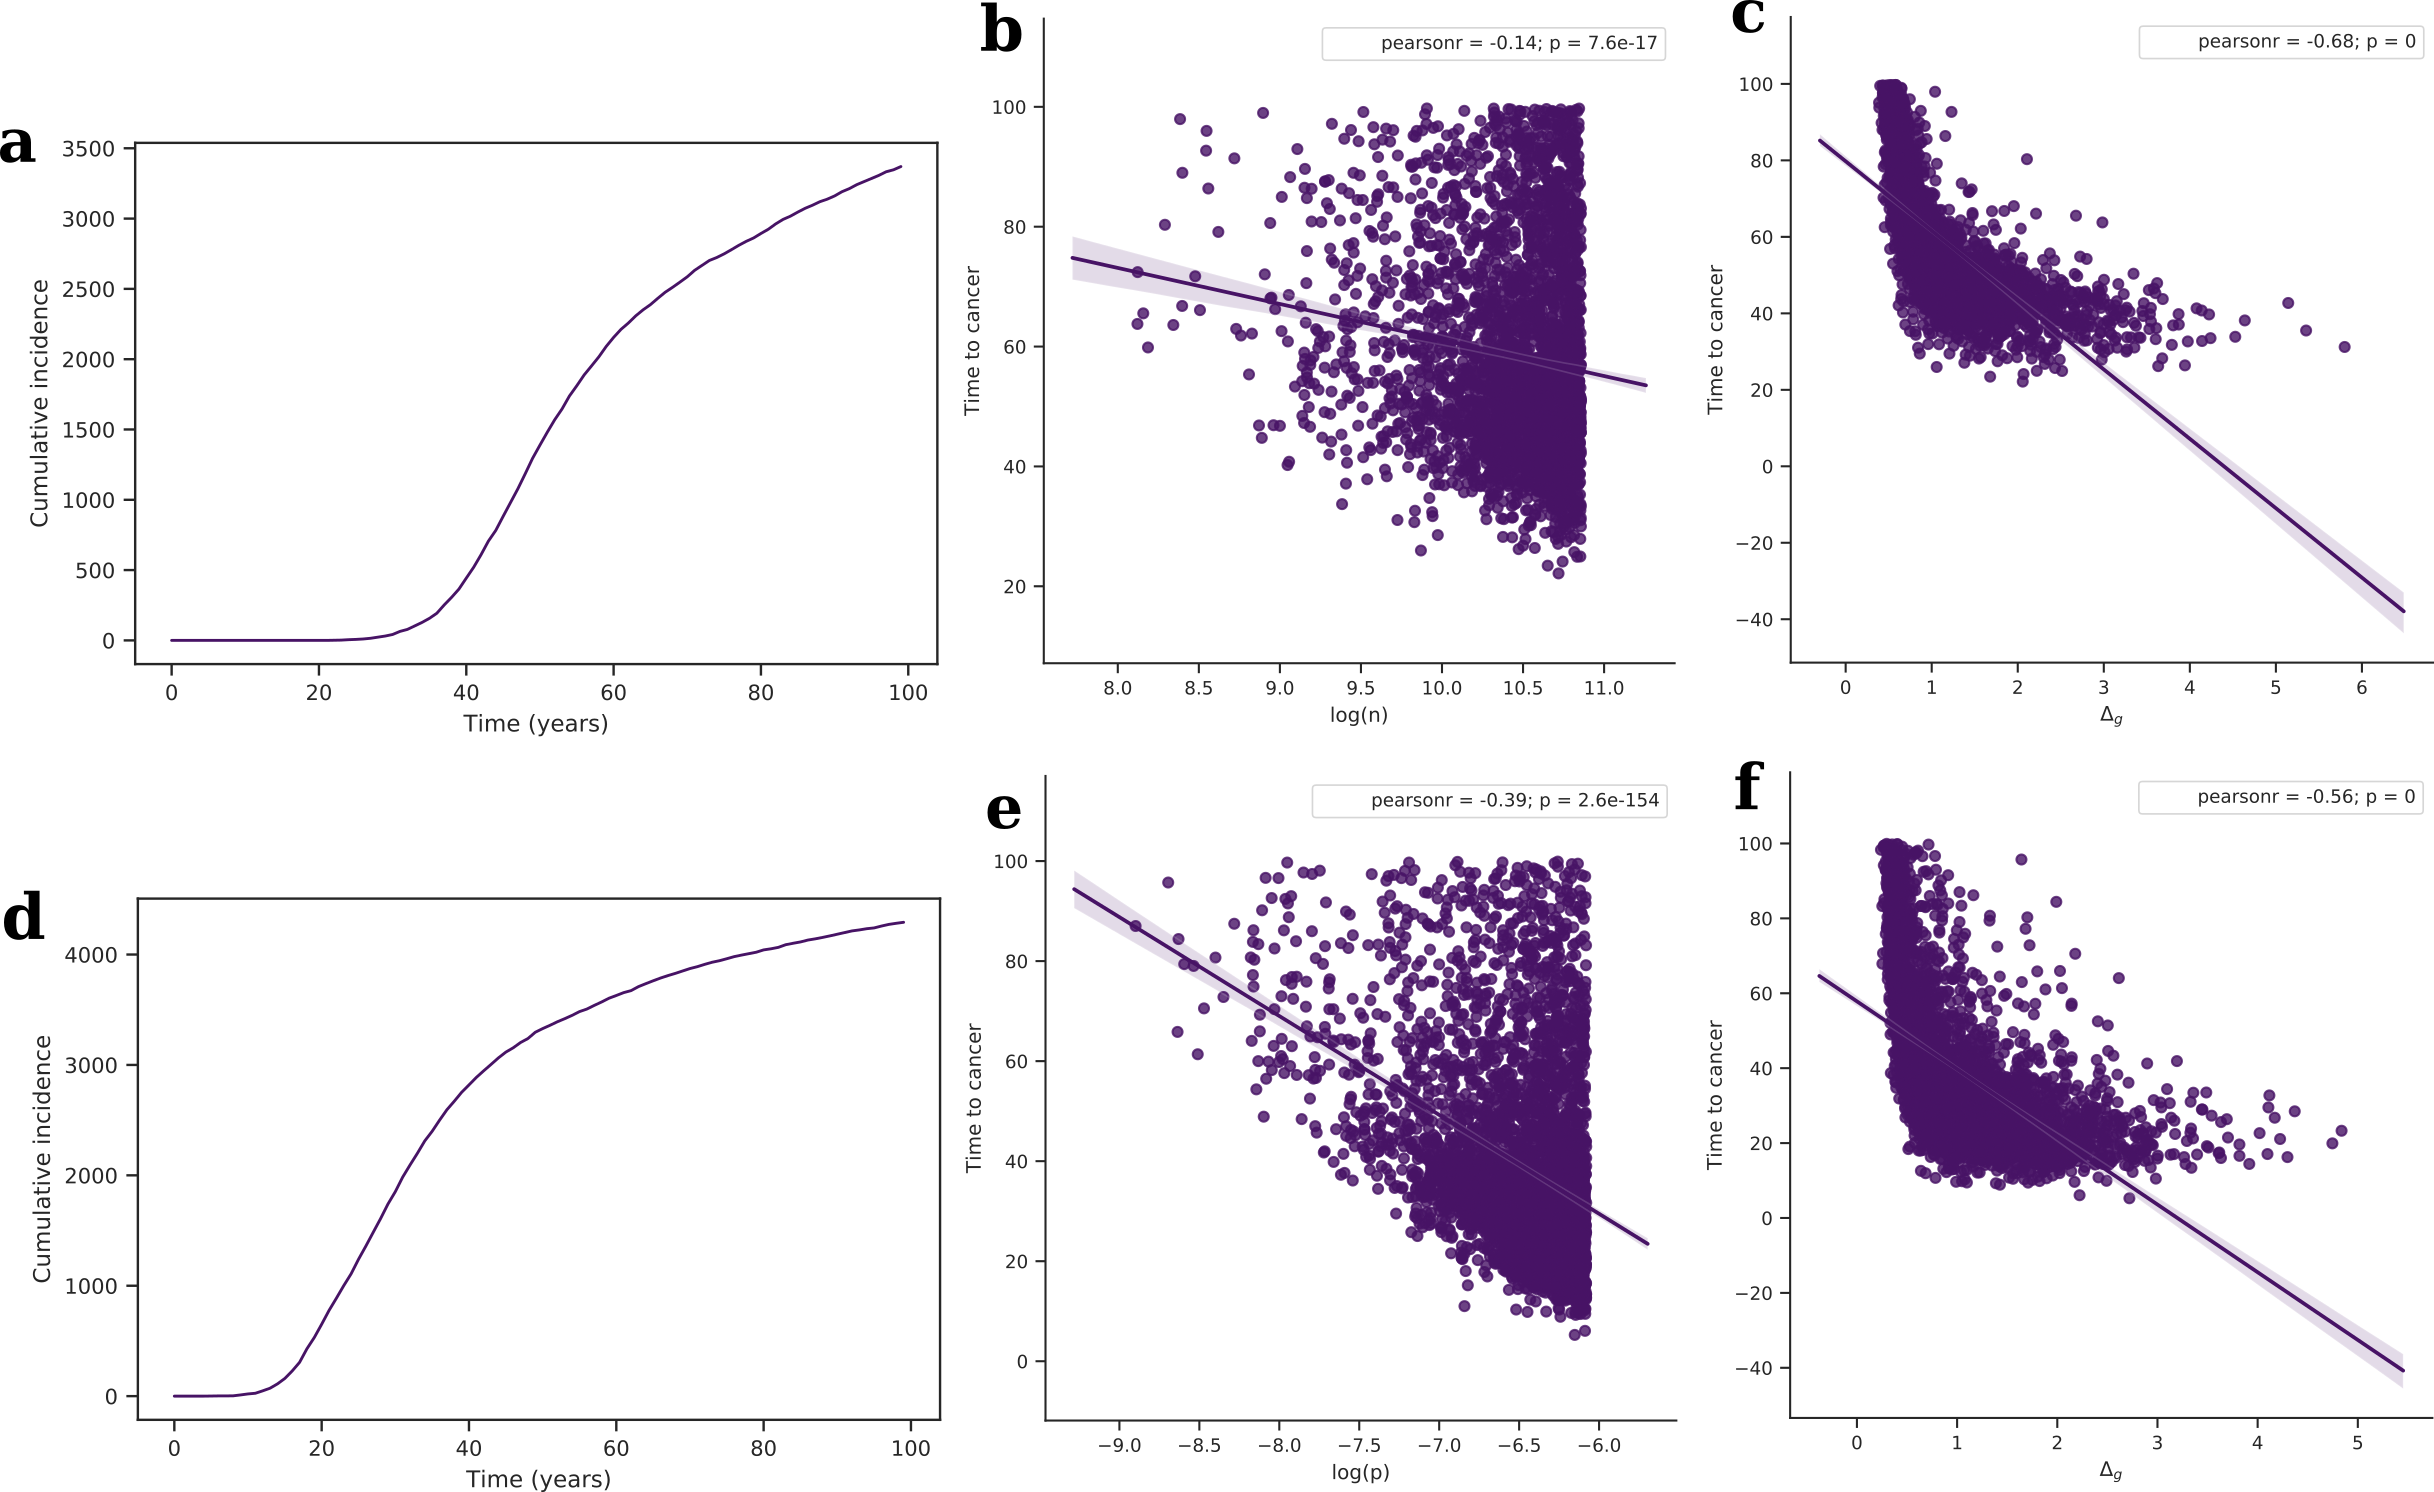 a
3500
3000
2500
2000
1500
1000
500
0
Cumulative incidence
0 20 40 60 80 100
Time (years)
b
pearsonr = -0.14; p = 7.6e-17
100
80
60
40
20
Time to cancer
8.0 8.5 9.0 9.5 10.0 10.5 11.0
log(n)
c
pearsonr = -0.68; p = 0
100
80
60
40
20
0
−20
−40
Time to cancer
0 1 2 3 4 5 6
Δg
d
4000
3000
2000
1000
0
Cumulative incidence
0 20 40 60 80 100
Time (years)
e
pearsonr = -0.39; p = 2.6e-154
100
80
60
40
20
0
Time to cancer
−9.0 −8.5 −8.0 −7.5 −7.0 −6.5 −6.0
log(p)
f
pearsonr = -0.56; p = 0
100
80
60
40
20
0
−20
−40
Time to cancer
0 1 2 3 4 5
Δg